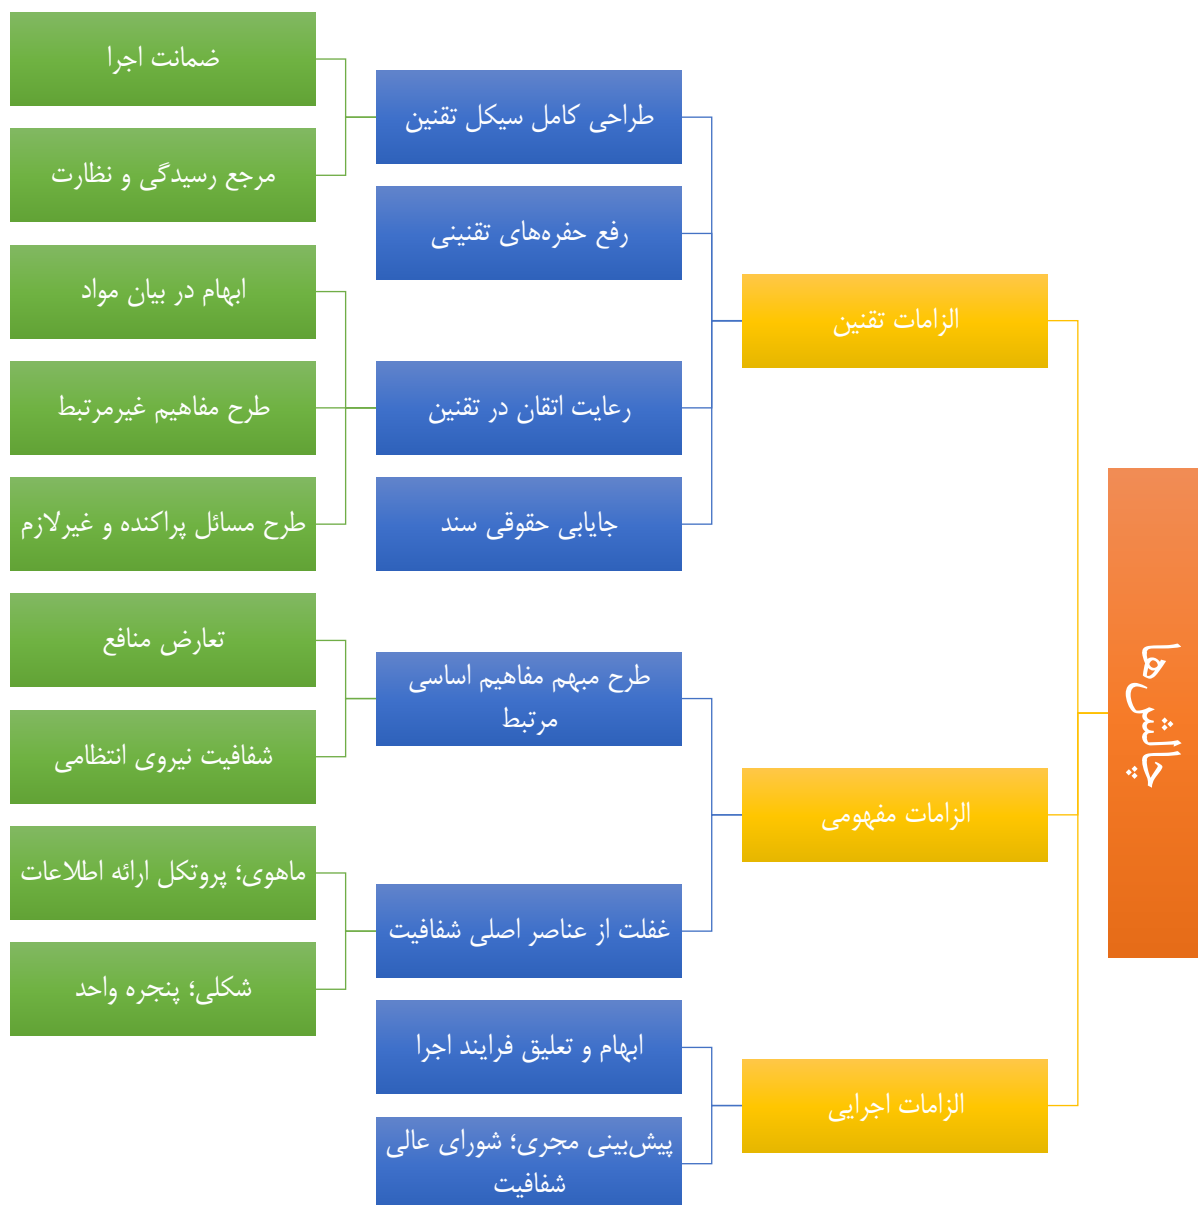 چالش‌ها
الزامات تقنین
طراحی کامل سیکل تقنین
ضمانت اجرا
مرجع رسیدگی و نظارت
رفع حفره‌های تقنینی
رعایت اتقان در تقنین
ابهام در بیان مواد
طرح مفاهیم غیرمرتبط
طرح مسائل پراکنده و غیرلازم
جایابی حقوقی سند
الزامات مفهومی
طرح مبهم مفاهیم اساسی
مرتبط
تعارض منافع
شفافیت نیروی انتظامی
غفلت از عناصر اصلی شفافیت
ماهوی؛ پروتکل ارائه اطلاعات
شکلی؛ پنجره واحد
الزامات اجرایی
ابهام و تعلیق فرایند اجرا
پیش‌بینی مجری؛ شورای عالی
شفافیت